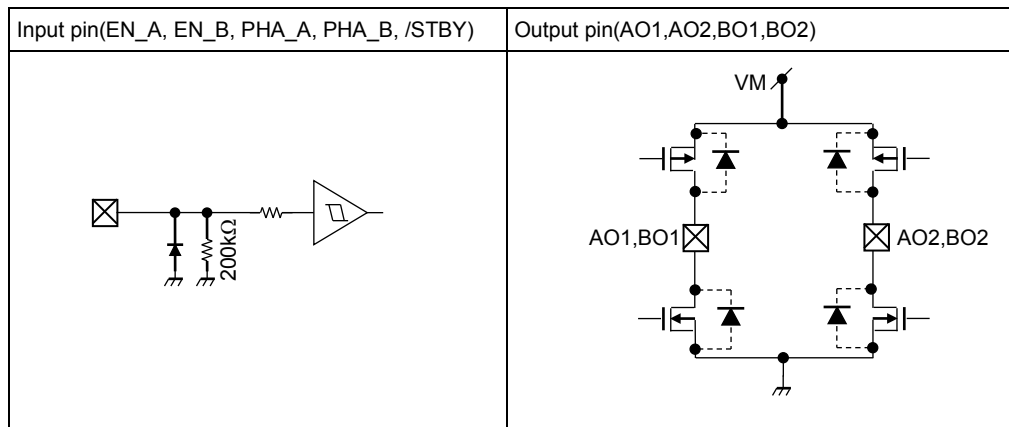 Input pin(EN_A, EN_B, PHA_A, PHA_B, /STBY)
Output pin(AO1,AO2,BO1,BO2)
200kΩ
VM
AO1,BO1
AO2,BO2